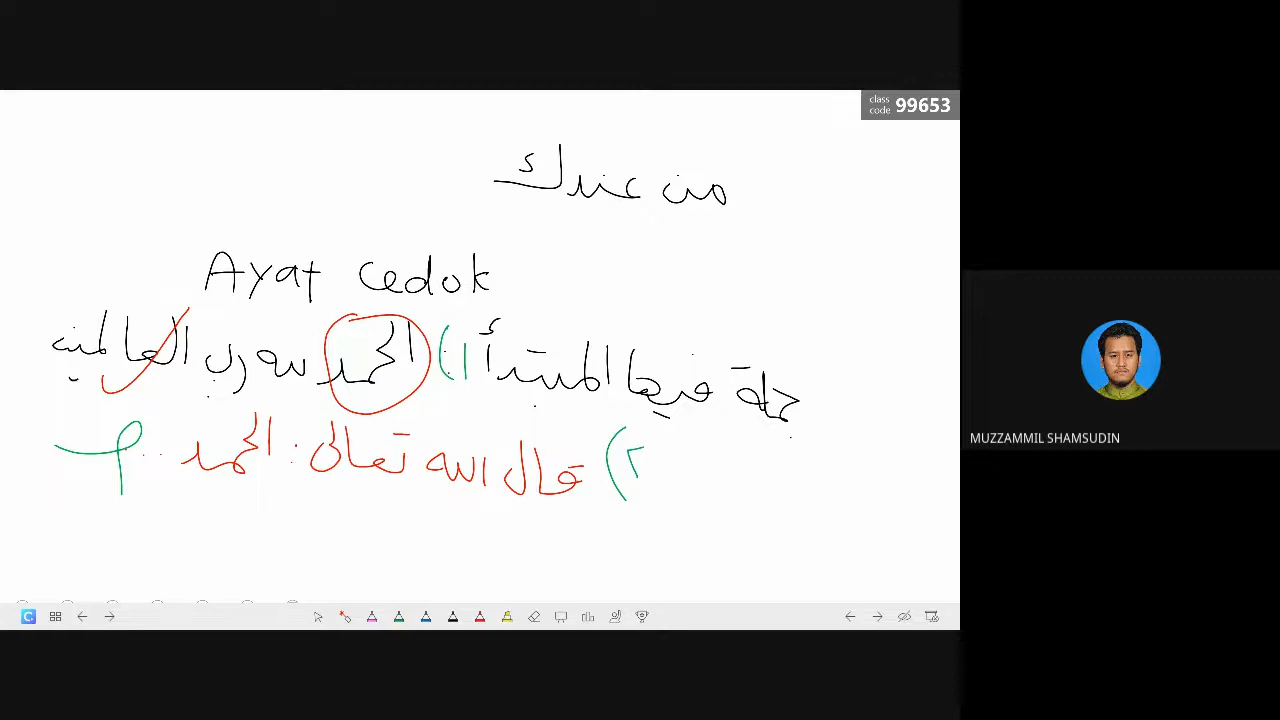 class code 99653
من عندك
Ayat cedok
جملة فيها المبتدأ ١) الحمد لله رب العالمين
٢) قال الله تعالى : الحمد ...
MUZZAMMIL SHAMSUDIN